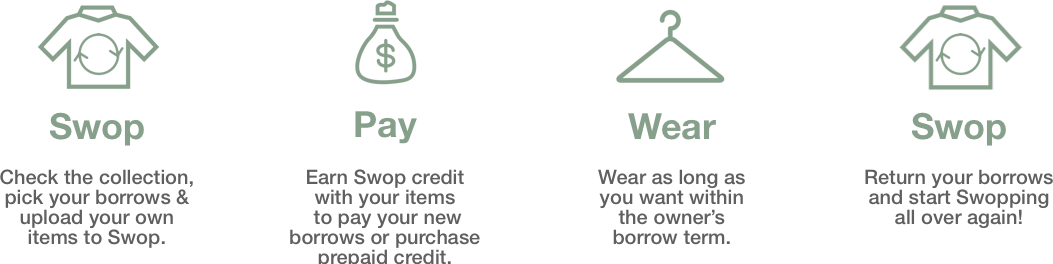 $
Swop
Check the collection,
pick your borrows &
upload your own
items to Swop.
Pay
Earn Swop credit
with your items
to pay your new
borrows or purchase
prepaid credit.
Wear
Wear as long as
you want within
the owner’s
borrow term.
Swop
Return your borrows
and start Swopping
all over again!